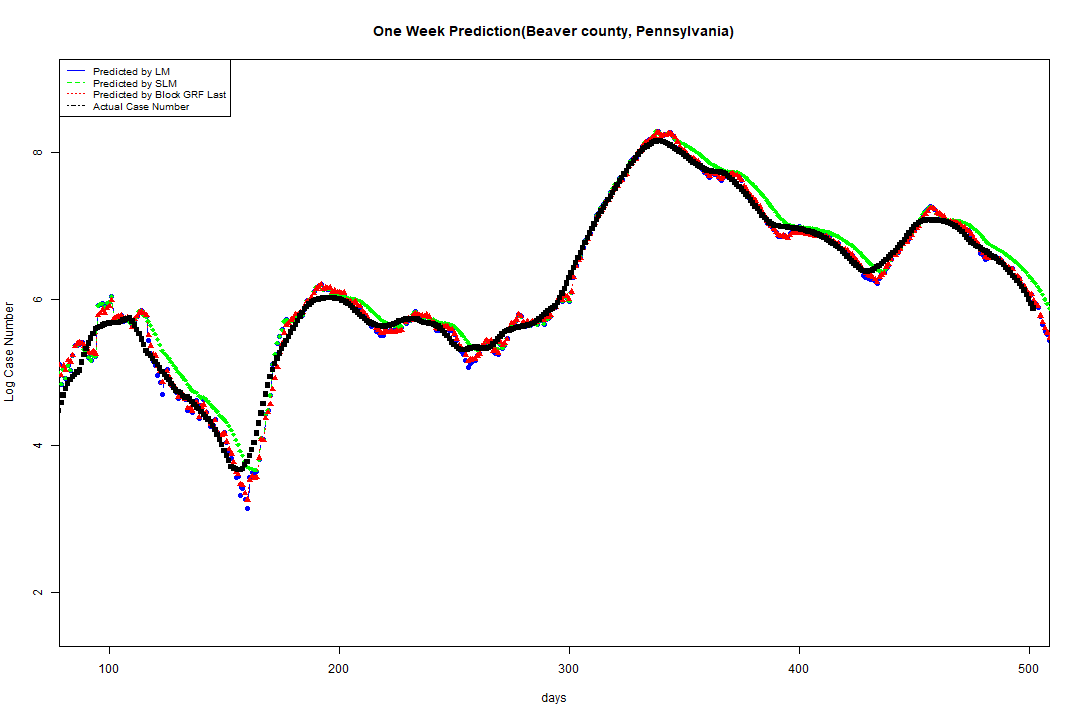 One Week Prediction(Beaver county, Pennsylvania)
Predicted by LM
Predicted by SLM
Predicted by Block GRF Last
Actual Case Number
8
6
4
2
Log Case Number
100 200 300 400 500
days